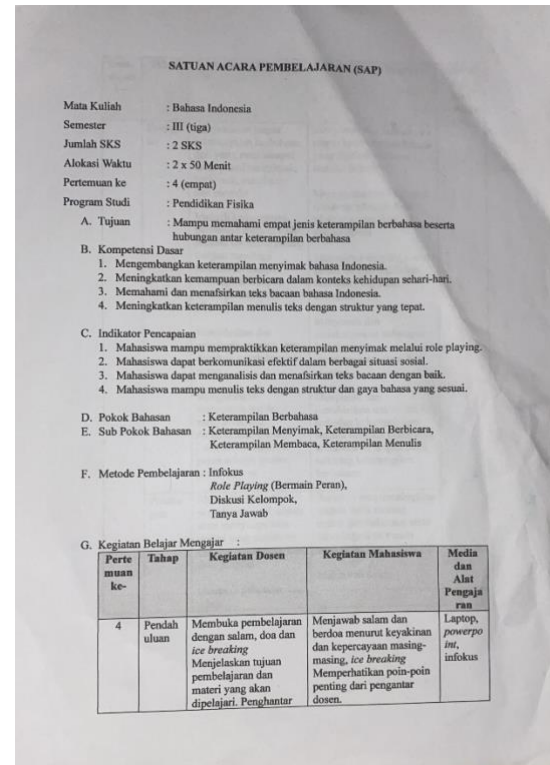 SATUAN ACARA PEMBELAJARAN (SAP)
Mata Kuliah : Bahasa Indonesia
Semester : III (tiga)
Jumlah SKS : 2 SKS
Alokasi Waktu : 2 x 50 Menit
Pertemuan ke : 4 (empat)
Program Studi : Pendidikan Fisika
A. Tujuan : Mampu memahami empat jenis keterampilan berbahasa beserta
hubungan antar keterampilan berbahasa
B. Kompetensi Dasar
1. Mengembangkan keterampilan menyimak bahasa Indonesia.
2. Meningkatkan kemampuan berbicara dalam konteks kehidupan sehari-hari.
3. Memahami dan menafsirkan teks bacaan bahasa Indonesia.
4. Meningkatkan keterampilan menulis teks dengan struktur yang tepat.
C. Indikator Pencapaian
1. Mahasiswa mampu mempraktikkan keterampilan menyimak melalui role playing.
2. Mahasiswa dapat berkomunikasi efektif dalam berbagai situasi sosial.
3. Mahasiswa dapat menganalisis dan menafsirkan teks bacaan dengan baik.
4. Mahasiswa mampu menulis teks dengan struktur dan gaya bahasa yang sesuai.
D. Pokok Bahasan : Keterampilan Berbahasa
E. Sub Pokok Bahasan : Keterampilan Menyimak, Keterampilan Berbicara,
Keterampilan Membaca, Keterampilan Menulis
F. Metode Pembelajaran : Infokus
Role Playing (Bermain Peran),
Diskusi Kelompok,
Tanya Jawab
G. Kegiatan Belajar Mengajar :
Perte
muan
ke-
Tahap
Kegiatan Dosen
Kegiatan Mahasiswa
Media
dan
Alat
Pengaja
ran
4
Pendah
uluan
Membuka pembelajaran
dengan salam, doa dan
ice breaking
Menjelaskan tujuan
pembelajaran dan
materi yang akan
dipelajari. Penghantar
Menjawab salam dan
berdoa menurut keyakinan
dan kepercayaan masing-
masing, ice breaking
Memperhatikan poin-poin
penting dari pengantar
dosen.
Laptop,
powerpo
int,
infokus